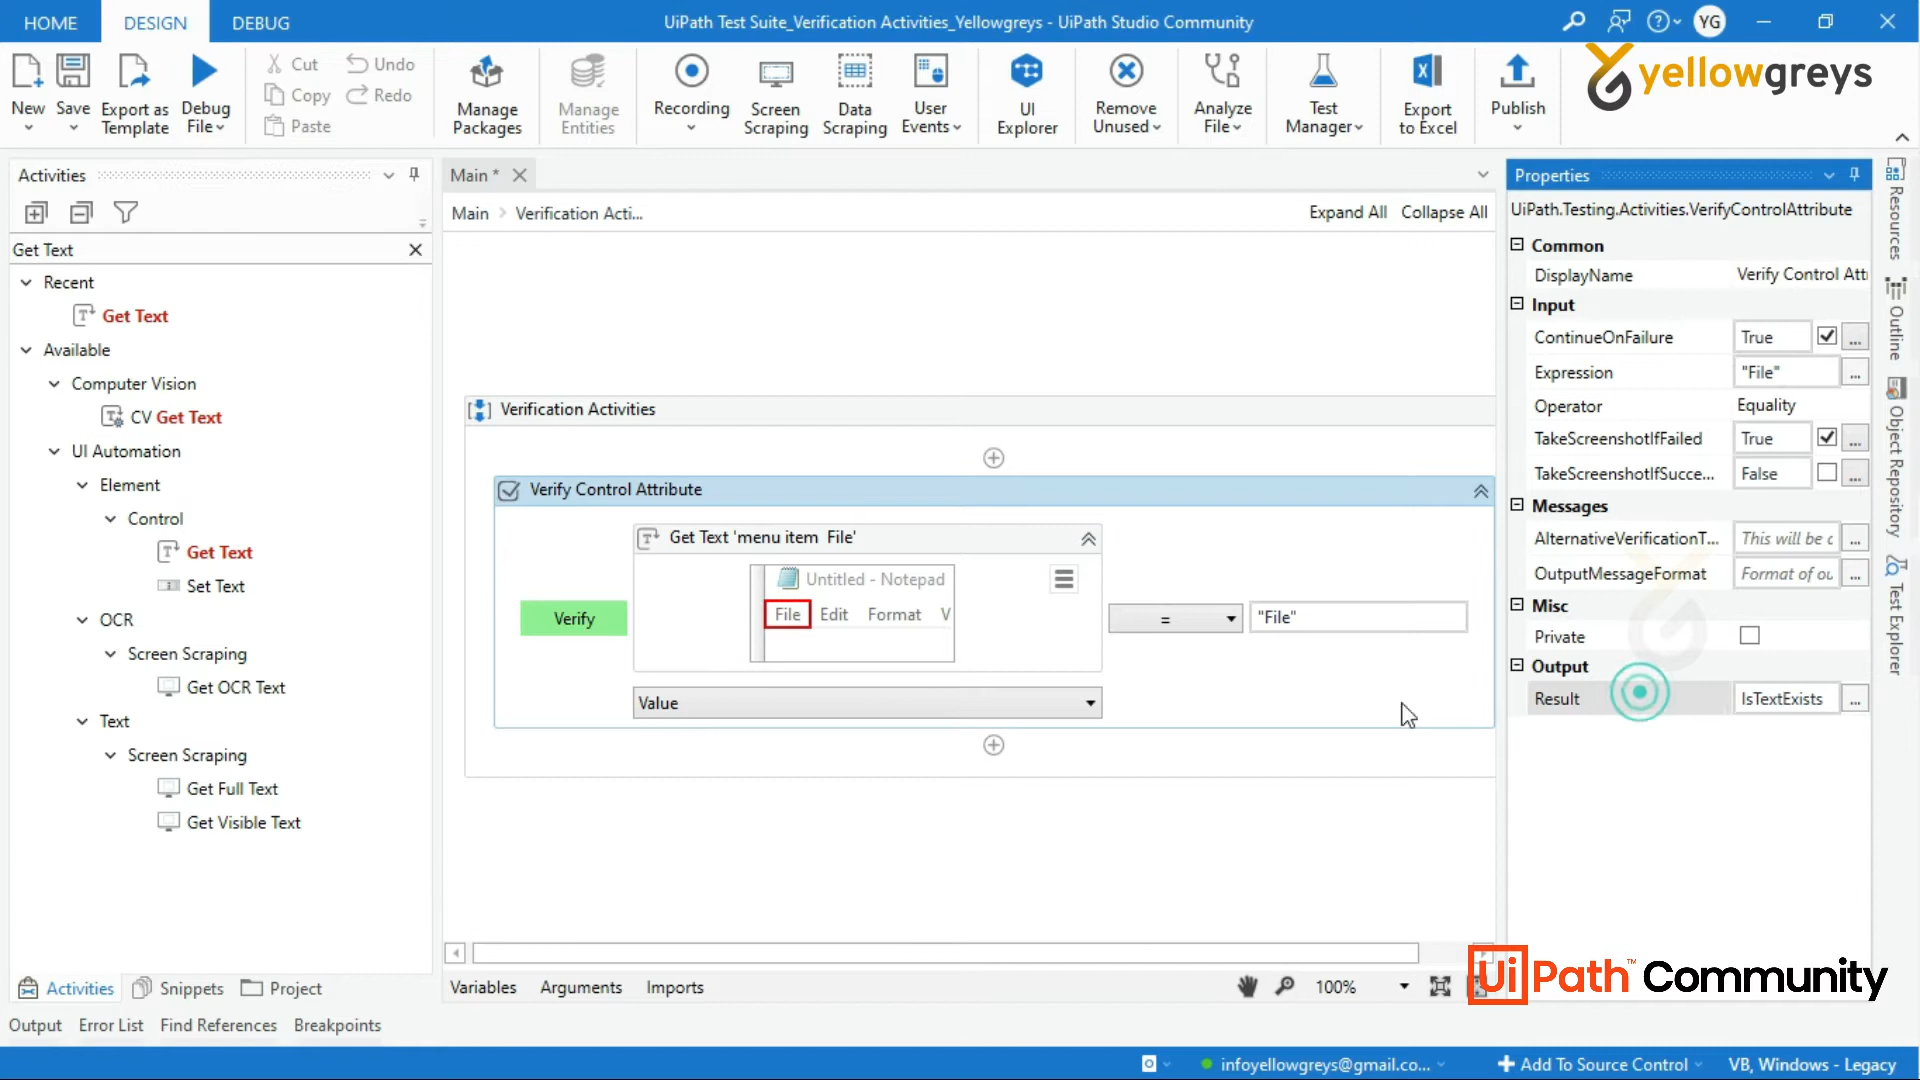 HOME
DESIGN
DEBUG
UiPath Test Suite_Verification Activities_Yellowgreys - UiPath Studio Community
YG
New
Save
Export as
Template
Debug
File
Cut
Copy
Paste
Undo
Redo
Manage
Packages
Manage
Entities
Recording
Screen
Scraping
Data
Scraping
User
Events
UI
Explorer
Remove
Unused
Analyze
File
Test
Manager
Export
to Excel
Publish
yellowgreys
Activities
Get Text
Recent
Get Text
Available
Computer Vision
CV Get Text
UI Automation
Element
Control
Get Text
Set Text
OCR
Screen Scraping
Get OCR Text
Text
Screen Scraping
Get Full Text
Get Visible Text
Activities
Snippets
Project
Main *
Main
Verification Acti...
Expand All
Collapse All
Verification Activities
Verify Control Attribute
Get Text 'menu item File'
Untitled - Notepad
File Edit Format V
Verify
=
"File"
Value
Variables
Arguments
Imports
100%
Properties
UiPath.Testing.Activities.VerifyControlAttribute
Common
DisplayName
Verify Control Att
Input
ContinueOnFailure
True
...
Expression
"File"
...
Operator
Equality
TakeScreenshotIfFailed
True
...
TakeScreenshotIfSucce...
False
...
Messages
AlternativeVerificationT...
This will be c
...
OutputMessageFormat
Format of ou
...
Misc
Private
Output
Result
IsTextExists
...
Resources
Outline
Object Repository
Test Explorer
UiPath™ Community
Output
Error List
Find References
Breakpoints
infoyellowgreys@gmail.co...
Add To Source Control
VB, Windows - Legacy